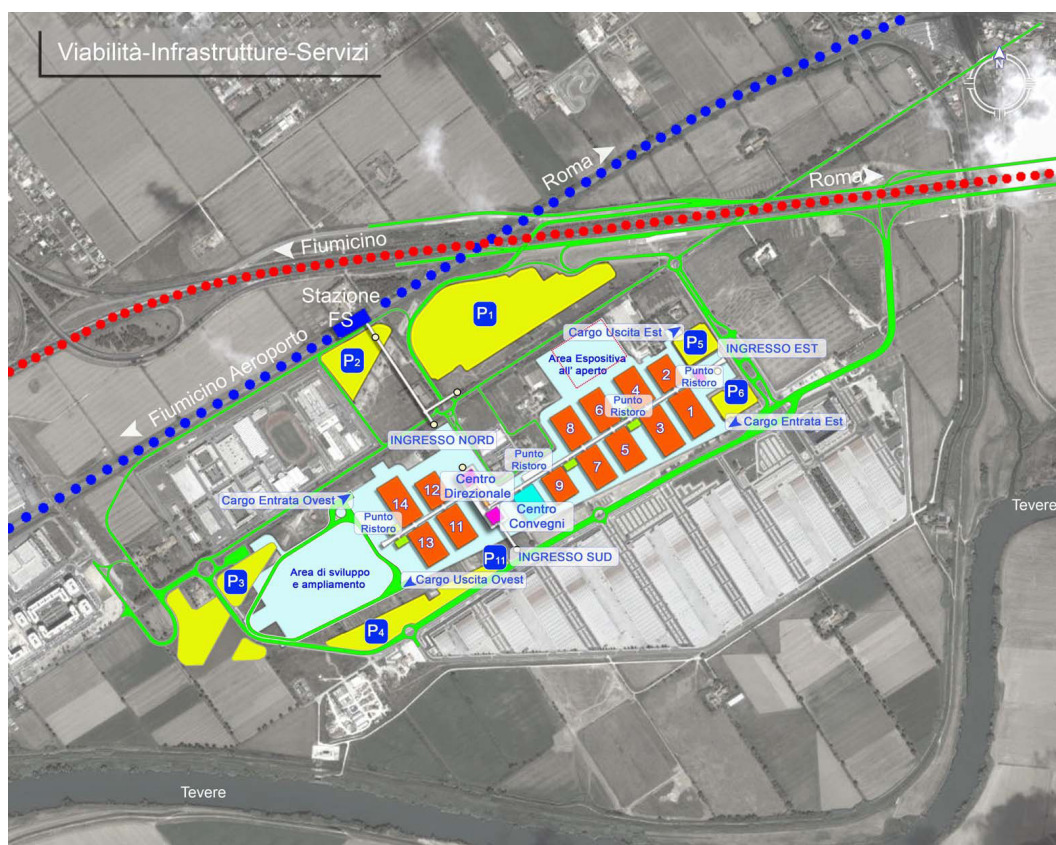 Viabilità-Infrastrutture-Servizi
N
Roma
Roma
Fiumicino
Stazione
FS
Fiumicino Aeroporto
P1
P2
Cargo Uscita Est
P5
INGRESSO EST
Area Espositiva
all' aperto
Punto
Ristoro
2
4
6
8
P6
1
3
5
7
9
Punto
Ristoro
Cargo Entrata Est
INGRESSO NORD
Punto
Ristoro
Centro
Direzionale
Centro
Convegni
Cargo Entrata Ovest
14
12
11
13
Punto
Ristoro
P11
INGRESSO SUD
Area di sviluppo
e ampliamento
Cargo Uscita Ovest
P3
P4
Tevere
Tevere